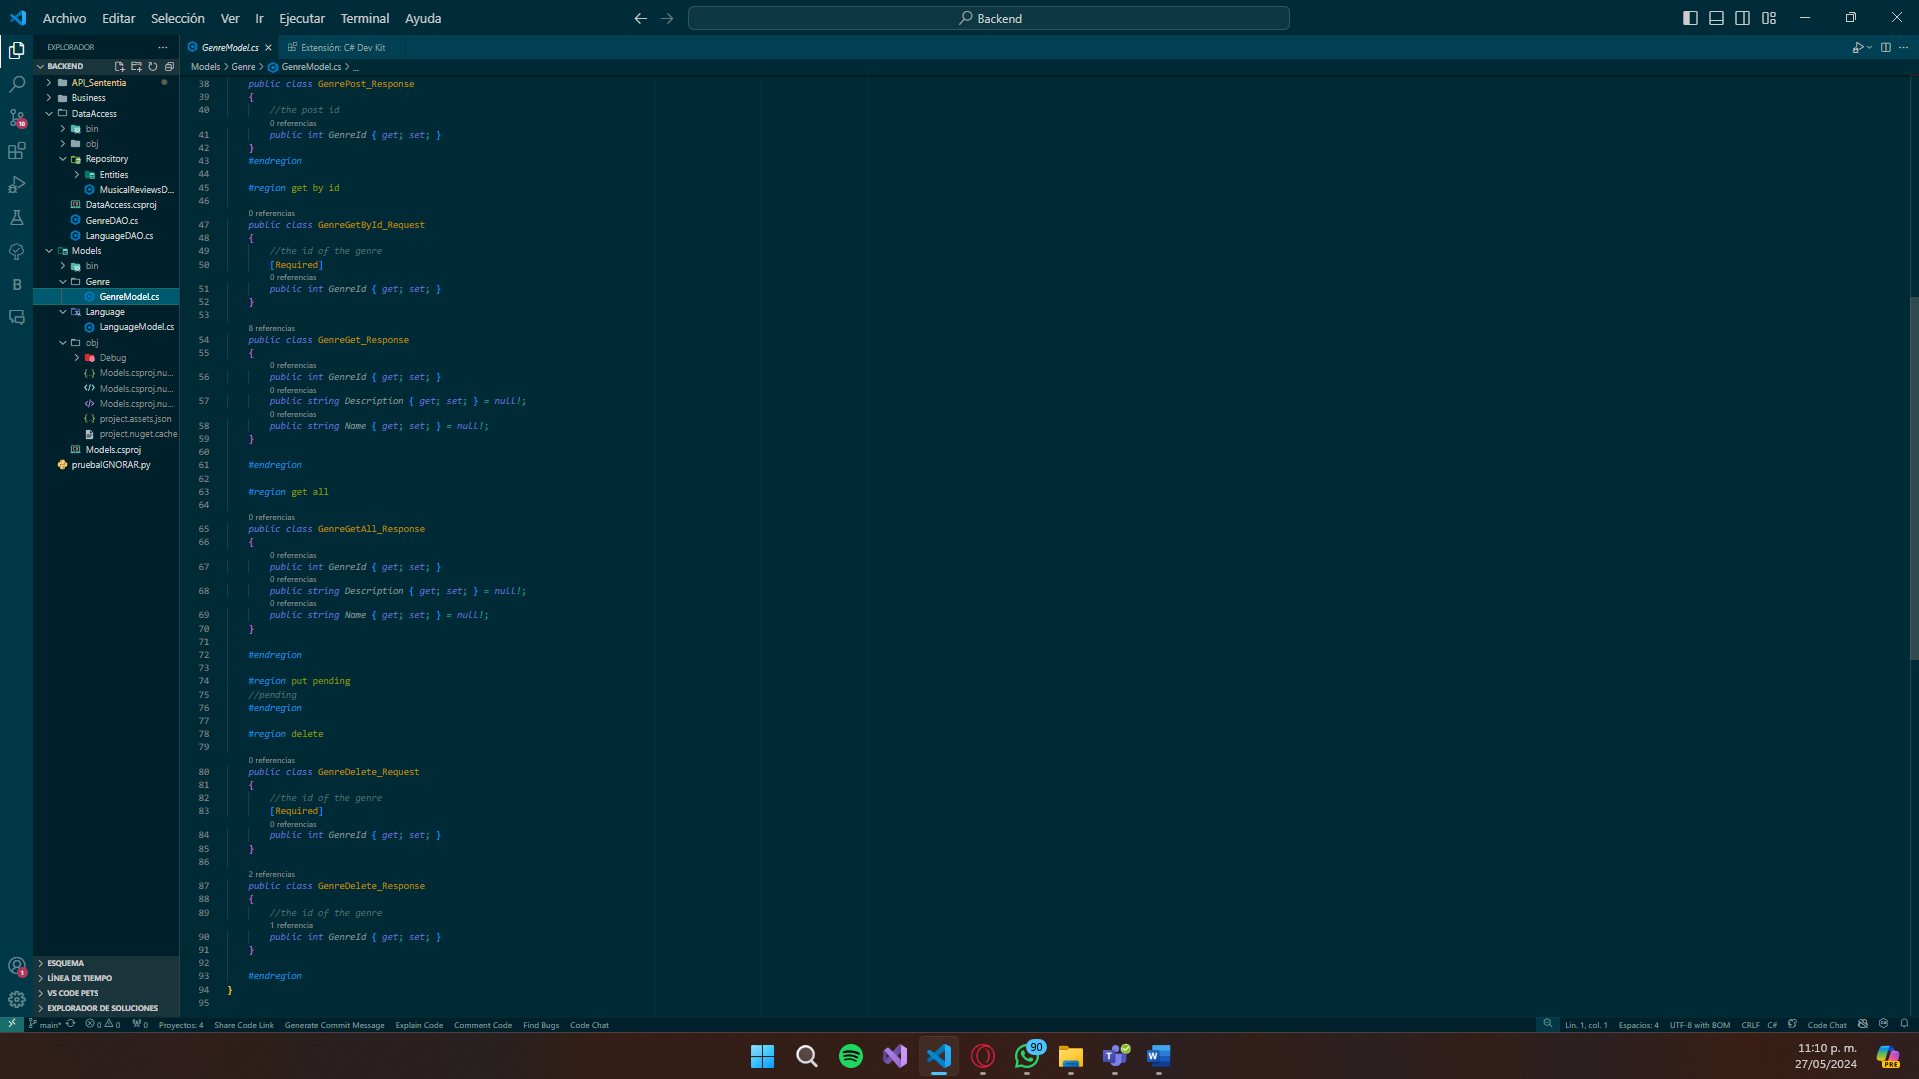 Archivo Editar Selección Ver Ir Ejecutar Terminal Ayuda
Backend
EXPLORADOR
GenreModel.cs
Extensión: C# Dev Kit
BACKEND
Models > Genre > GenreModel.cs > ...
API_Sententia
Business
DataAccess
bin
obj
Repository
Entities
MusicalReviewsD...
DataAccess.csproj
GenreDAO.cs
LanguageDAO.cs
Models
bin
Genre
GenreModel.cs
Language
LanguageModel.cs
obj
Debug
Models.csproj.nu...
Models.csproj.nu...
Models.csproj.nu...
project.assets.json
project.nuget.cache
Models.csproj
pruebaIGNORAR.py
ESQUEMA
LÍNEA DE TIEMPO
VS CODE PETS
EXPLORADOR DE SOLUCIONES
38 public class GenrePost_Response
39 {
40 //the post id
0 referencias
41 public int GenreId { get; set; }
42 }
43 #endregion
44
45 #region get by id
46
0 referencias
47 public class GenreGetById_Request
48 {
49 //the id of the genre
50 [Required]
0 referencias
51 public int GenreId { get; set; }
52 }
53
8 referencias
54 public class GenreGet_Response
55 {
0 referencias
56 public int GenreId { get; set; }
0 referencias
57 public string Description { get; set; } = null!;
0 referencias
58 public string Name { get; set; } = null!;
59 }
60
61 #endregion
62
63 #region get all
64
0 referencias
65 public class GenreGetAll_Response
66 {
0 referencias
67 public int GenreId { get; set; }
0 referencias
68 public string Description { get; set; } = null!;
0 referencias
69 public string Name { get; set; } = null!;
70 }
71
72 #endregion
73
74 #region put pending
75 //pending
76 #endregion
77
78 #region delete
79
0 referencias
80 public class GenreDelete_Request
81 {
82 //the id of the genre
83 [Required]
0 referencias
84 public int GenreId { get; set; }
85 }
86
2 referencias
87 public class GenreDelete_Response
88 {
89 //the id of the genre
1 referencia
90 public int GenreId { get; set; }
91 }
92
93 #endregion
94 }
95
main* 0 0 0 Proyectos: 4 Share Code Link Generate Commit Message Explain Code Comment Code Find Bugs Code Chat
Lín. 1, col. 1 Espacios: 4 UTF-8 with BOM CRLF C# Code Chat
90
11:10 p. m.
27/05/2024